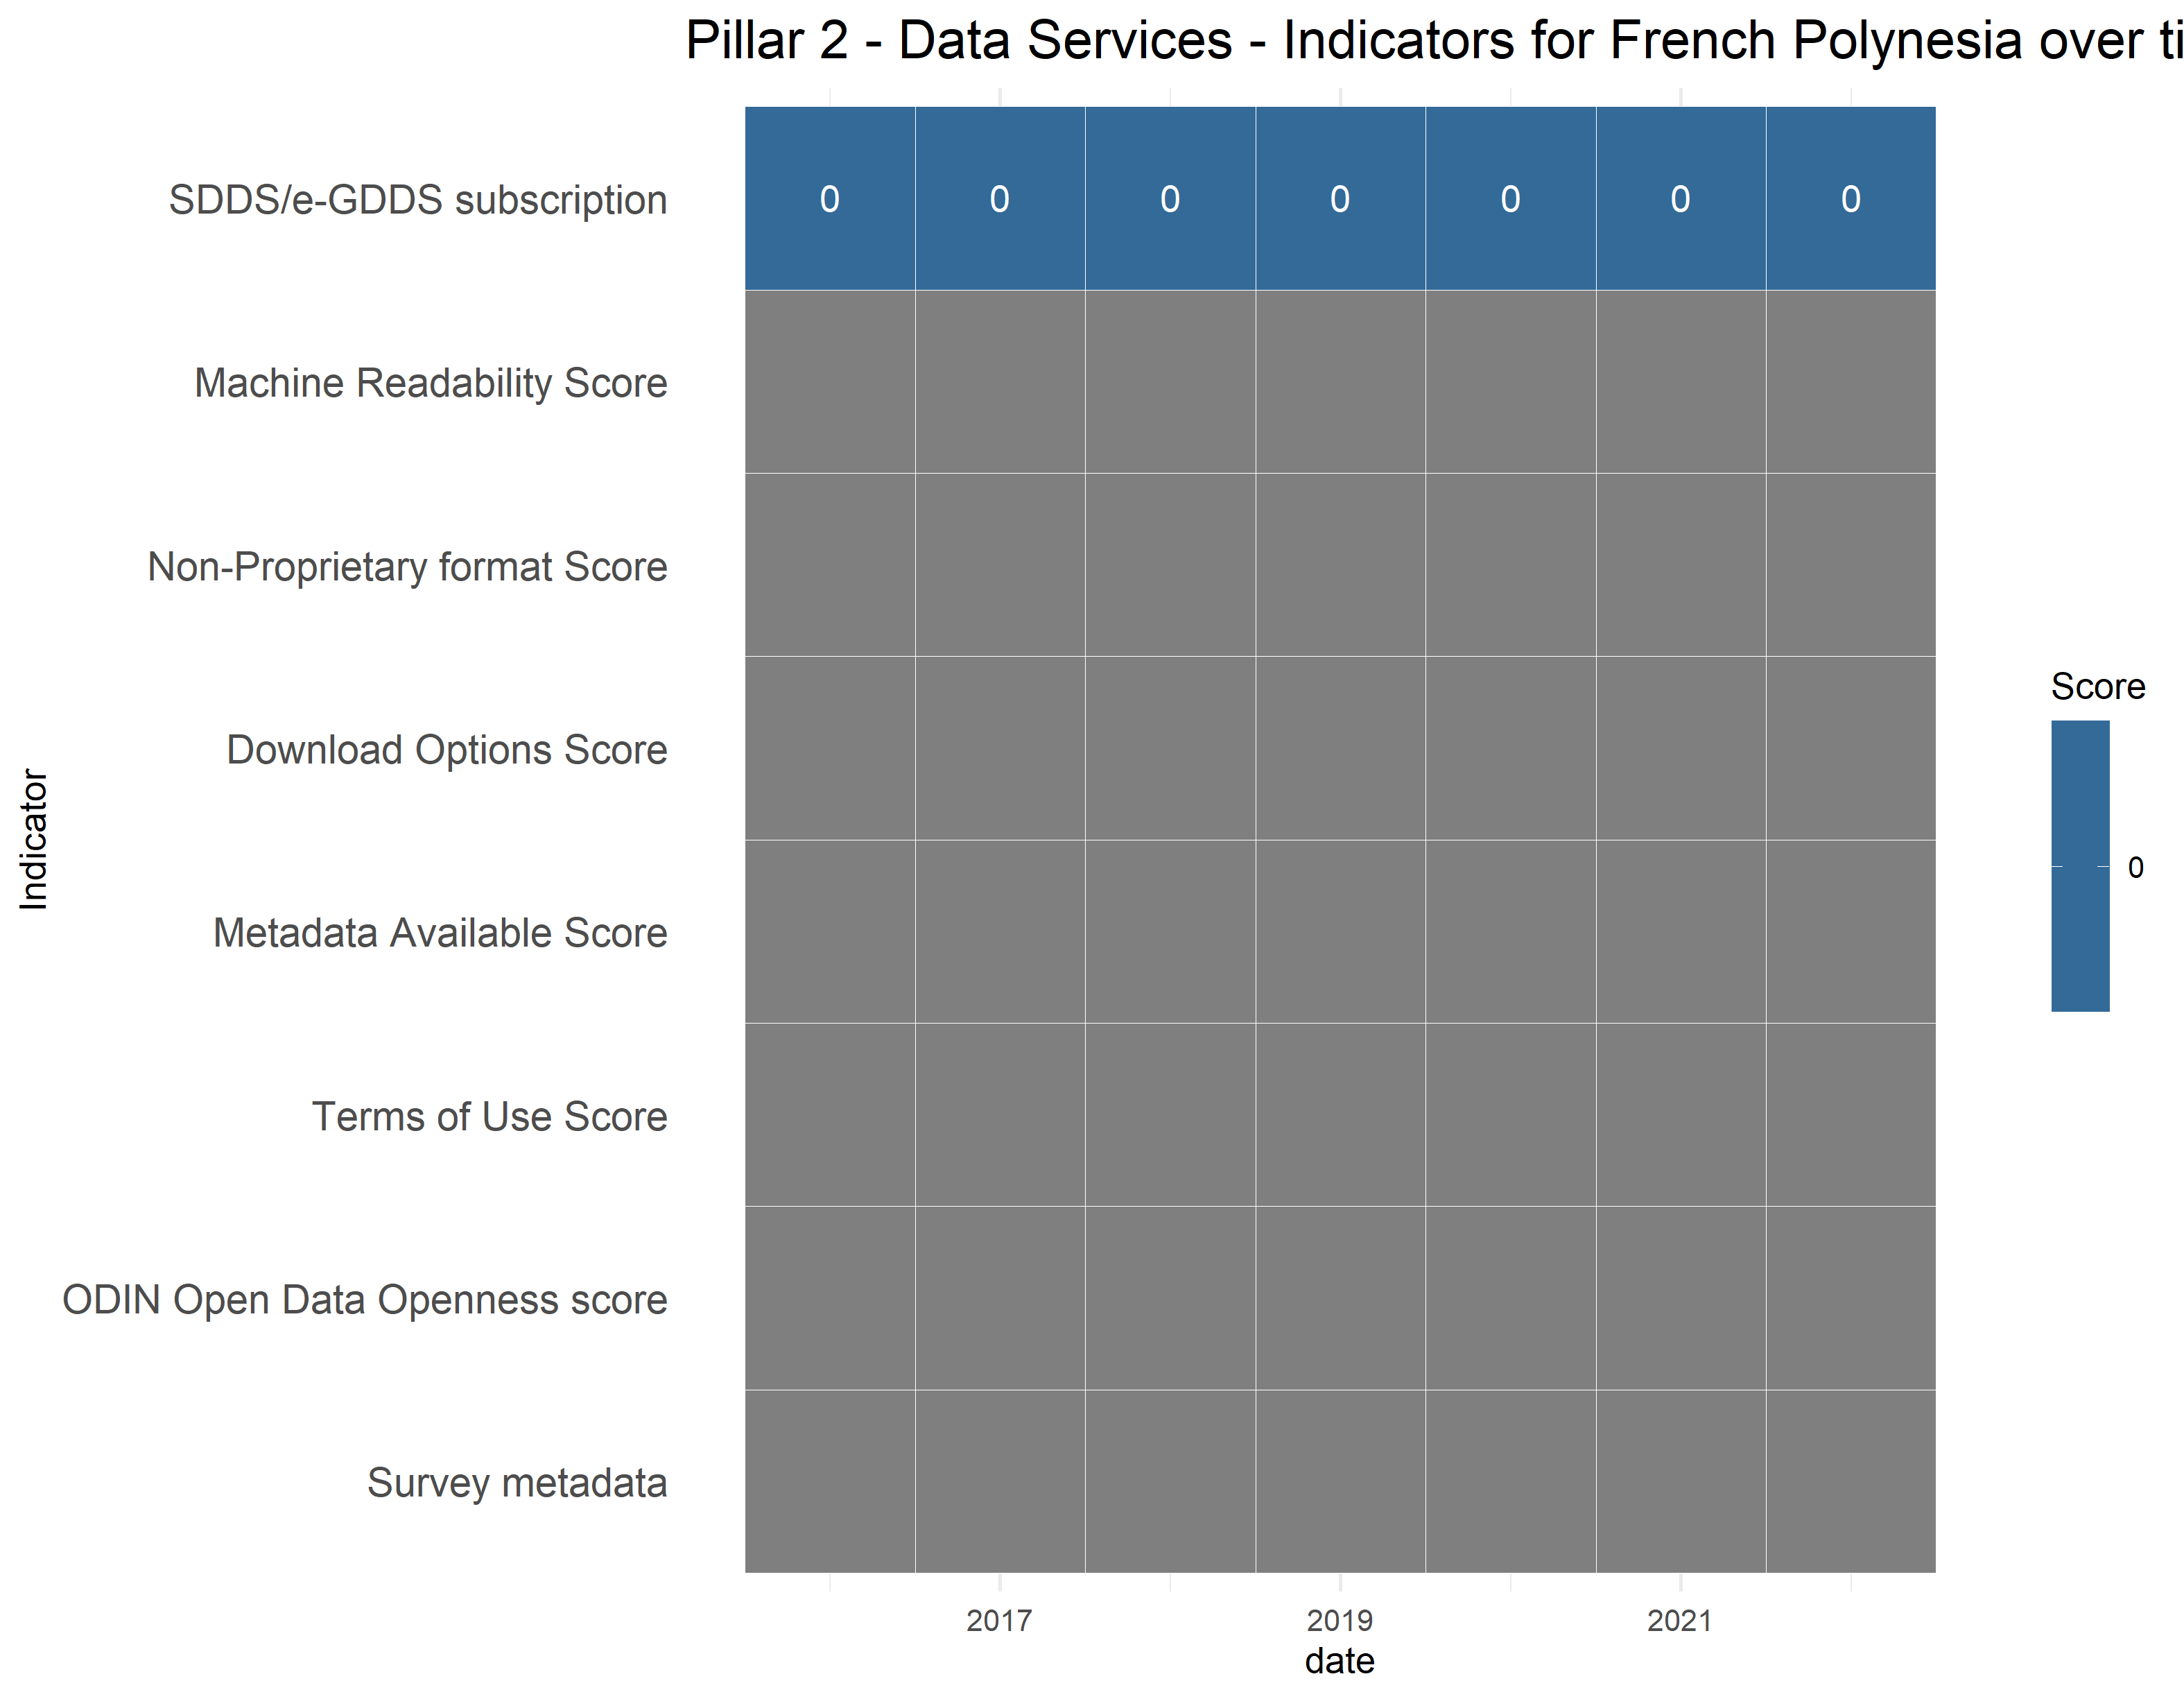 Pillar 2 - Data Services - Indicators for French Polynesia over ti
SDDS/e-GDDS subscription
0 0 0 0 0 0 0
Machine Readability Score
Non-Proprietary format Score
Download Options Score
Metadata Available Score
Terms of Use Score
ODIN Open Data Openness score
Survey metadata
Indicator
2017 2019 2021
date
Score
0